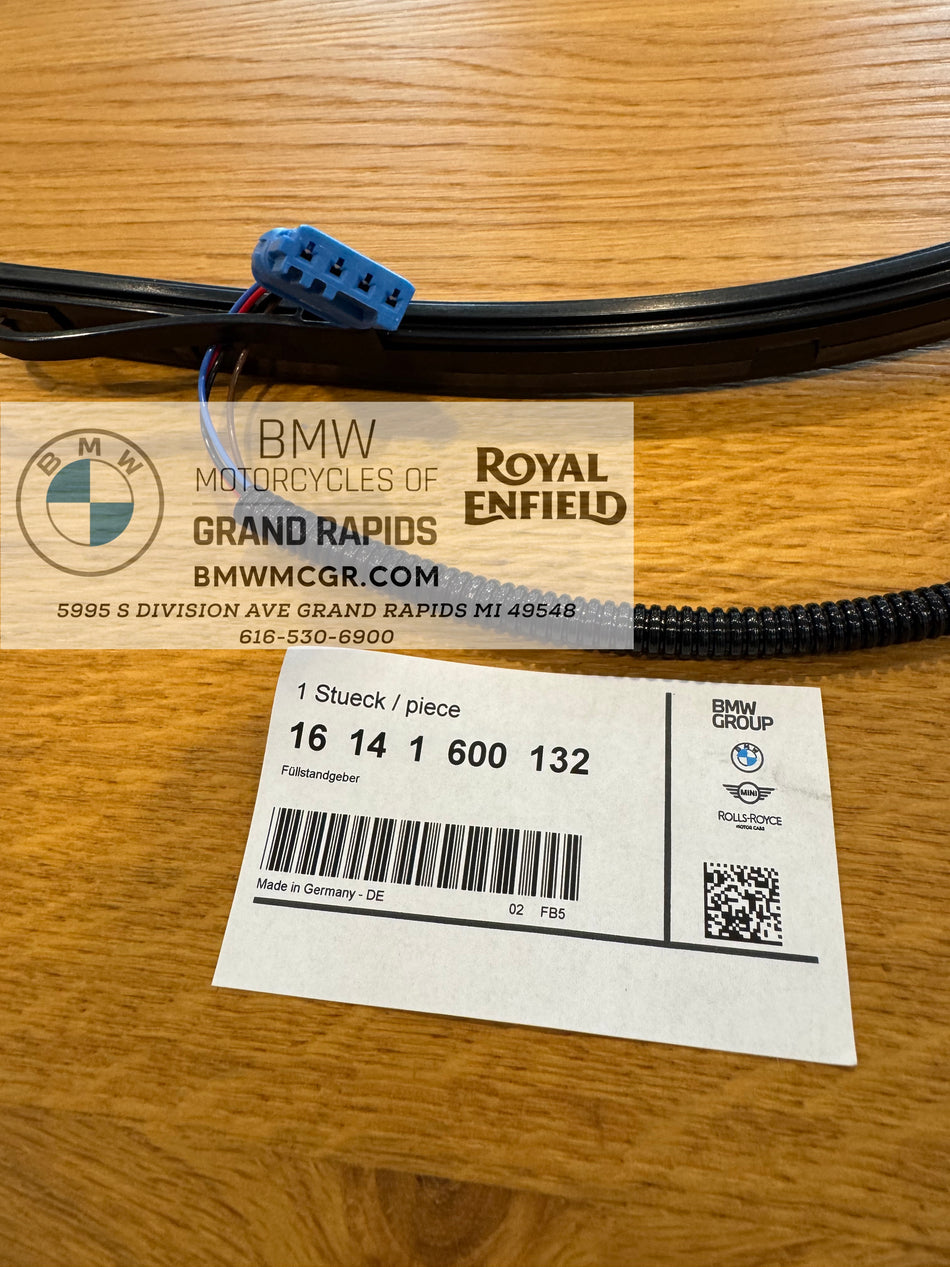 BMW
BMW
MOTORCYCLES OF
GRAND RAPIDS
BMWMCGR.COM
ROYAL
ENFIELD
5995 S DIVISION AVE GRAND RAPIDS MI 49548
616-530-6900
1 Stueck / piece
16 14 1 600 132
Füllstandgeber
Made in Germany - DE
02 FB5
BMW
GROUP
BMW
MINI
ROLLS-ROYCE
MOTOR CARS